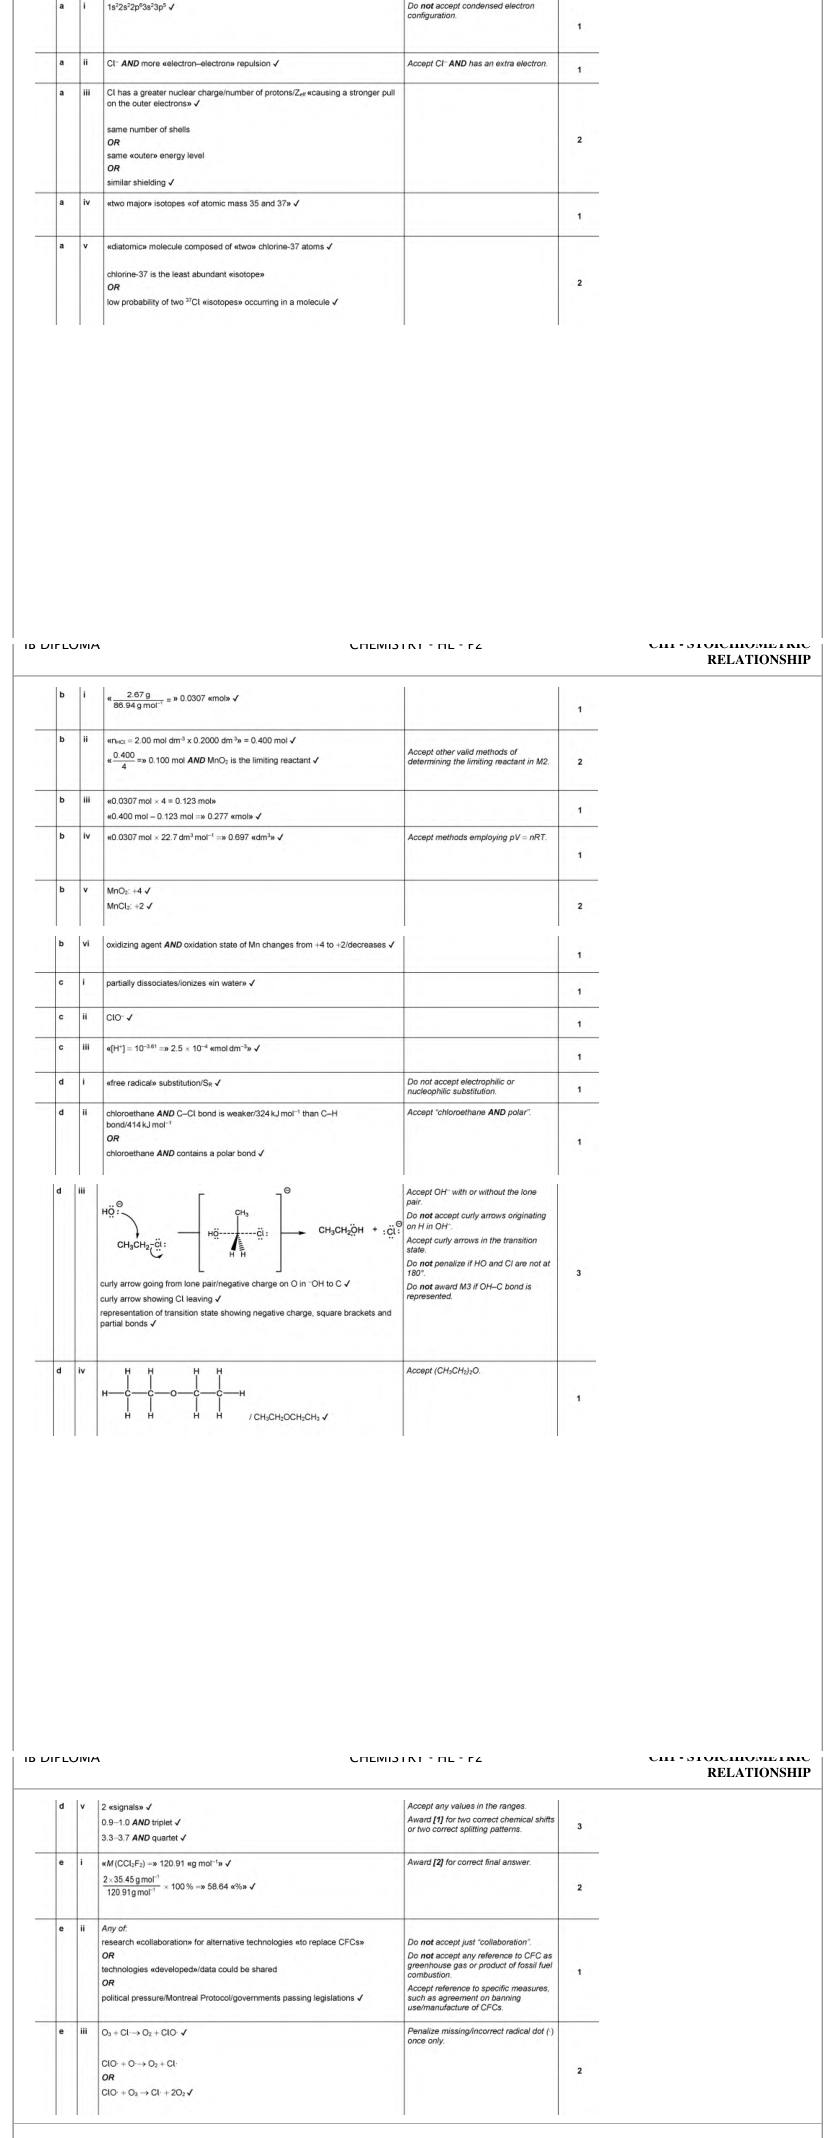 a i 1s²2s²2p⁶3s²3p⁵ ✓ Do not accept condensed electron
configuration.
1
a ii Cl⁻ AND more «electron–electron» repulsion ✓ Accept Cl⁻ AND has an extra electron.
1
a iii Cl has a greater nuclear charge/number of protons/Zeff «causing a stronger pull
on the outer electrons» ✓
same number of shells
OR
same «outer» energy level
OR
similar shielding ✓
2
a iv «two major» isotopes «of atomic mass 35 and 37» ✓
1
a v «diatomic» molecule composed of «two» chlorine-37 atoms ✓
chlorine-37 is the least abundant «isotope»
OR
low probability of two ³⁷Cl «isotopes» occurring in a molecule ✓
2
IB DIPLOMA CHEMISTRY - HL - P2 CH1 - STOICHIOMETRIC
RELATIONSHIP
b i « 2.67 g / 86.94 g mol⁻¹ = » 0.0307 «mol» ✓
1
b ii «nHCl = 2.00 mol dm⁻³ x 0.2000 dm³» = 0.400 mol ✓
« 0.400 / 4 =» 0.100 mol AND MnO₂ is the limiting reactant ✓
Accept other valid methods of
determining the limiting reactant in M2.
2
b iii «0.0307 mol × 4 = 0.123 mol»
«0.400 mol – 0.123 mol =» 0.277 «mol» ✓
1
b iv «0.0307 mol × 22.7 dm³ mol⁻¹ =» 0.697 «dm³» ✓ Accept methods employing pV = nRT.
1
b v MnO₂: +4 ✓
MnCl₂: +2 ✓
2
b vi oxidizing agent AND oxidation state of Mn changes from +4 to +2/decreases ✓
1
c i partially dissociates/ionizes «in water» ✓
1
c ii ClO⁻ ✓
1
c iii «[H⁺] = 10⁻³·⁶¹ =» 2.5 × 10⁻⁴ «mol dm⁻³» ✓
1
d i «free radical» substitution/SR ✓ Do not accept electrophilic or
nucleophilic substitution.
1
d ii chloroethane AND C–Cl bond is weaker/324 kJ mol⁻¹ than C–H
bond/414 kJ mol⁻¹
OR
chloroethane AND contains a polar bond ✓
Accept "chloroethane AND polar".
1
d iii
HO:⁻
CH₃CH₂–Cl:
CH₃
HO Cl:
H H
⊖
CH₃CH₂OH + :Cl:⁻
curly arrow going from lone pair/negative charge on O in ⁻OH to C ✓
curly arrow showing Cl leaving ✓
representation of transition state showing negative charge, square brackets and
partial bonds ✓
Accept OH⁻ with or without the lone
pair.
Do not accept curly arrows originating
on H in OH⁻.
Accept curly arrows in the transition
state.
Do not penalize if HO and Cl are not at
180°.
Do not award M3 if OH–C bond is
represented.
3
d iv
H H H H
H–C–C–O–C–C–H
H H H H / CH₃CH₂OCH₂CH₃ ✓
Accept (CH₃CH₂)₂O.
1
IB DIPLOMA CHEMISTRY - HL - P2 CH1 - STOICHIOMETRIC
RELATIONSHIP
d v 2 «signals» ✓
0.9–1.0 AND triplet ✓
3.3–3.7 AND quartet ✓
Accept any values in the ranges.
Award [1] for two correct chemical shifts
or two correct splitting patterns.
3
e i «M(CCl₂F₂) =» 120.91 «g mol⁻¹» ✓
2×35.45 g mol⁻¹ / 120.91 g mol⁻¹ × 100 % =» 58.64 «%» ✓
Award [2] for correct final answer.
2
e ii Any of:
research «collaboration» for alternative technologies «to replace CFCs»
OR
technologies «developed»/data could be shared
OR
political pressure/Montreal Protocol/governments passing legislations ✓
Do not accept just "collaboration".
Do not accept any reference to CFC as
greenhouse gas or product of fossil fuel
combustion.
Accept reference to specific measures,
such as agreement on banning
use/manufacture of CFCs.
1
e iii O₃ + Cl· → O₂ + ClO· ✓
ClO· + O· → O₂ + Cl·
OR
ClO· + O₃ → Cl· + 2O₂ ✓
Penalize missing/incorrect radical dot (·)
once only.
2